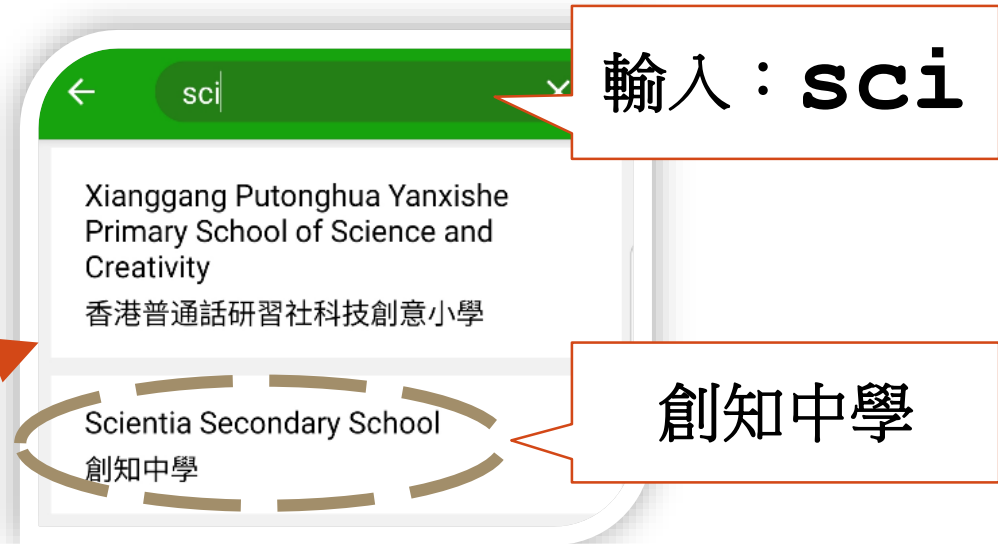 sci
輸入：sci
Xianggang Putonghua Yanxishe
Primary School of Science and
Creativity
香港普通話研習社科技創意小學
Scientia Secondary School
創知中學
創知中學